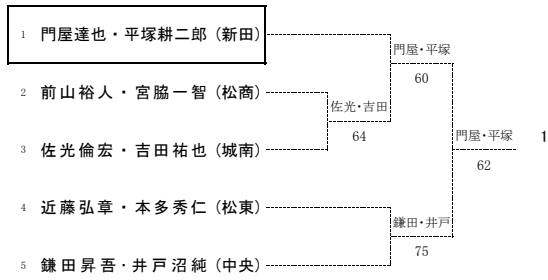 1 門屋達也・平塚耕二郎（新田）
門屋・平塚
60
2 前山裕人・宮脇一智（松商）
佐光・吉田
64
門屋・平塚 1
62
3 佐光倫宏・吉田祐也（城南）
4 近藤弘章・本多秀仁（松東）
鎌田・井戸
75
5 鎌田昇吾・井戸沼純（中央）